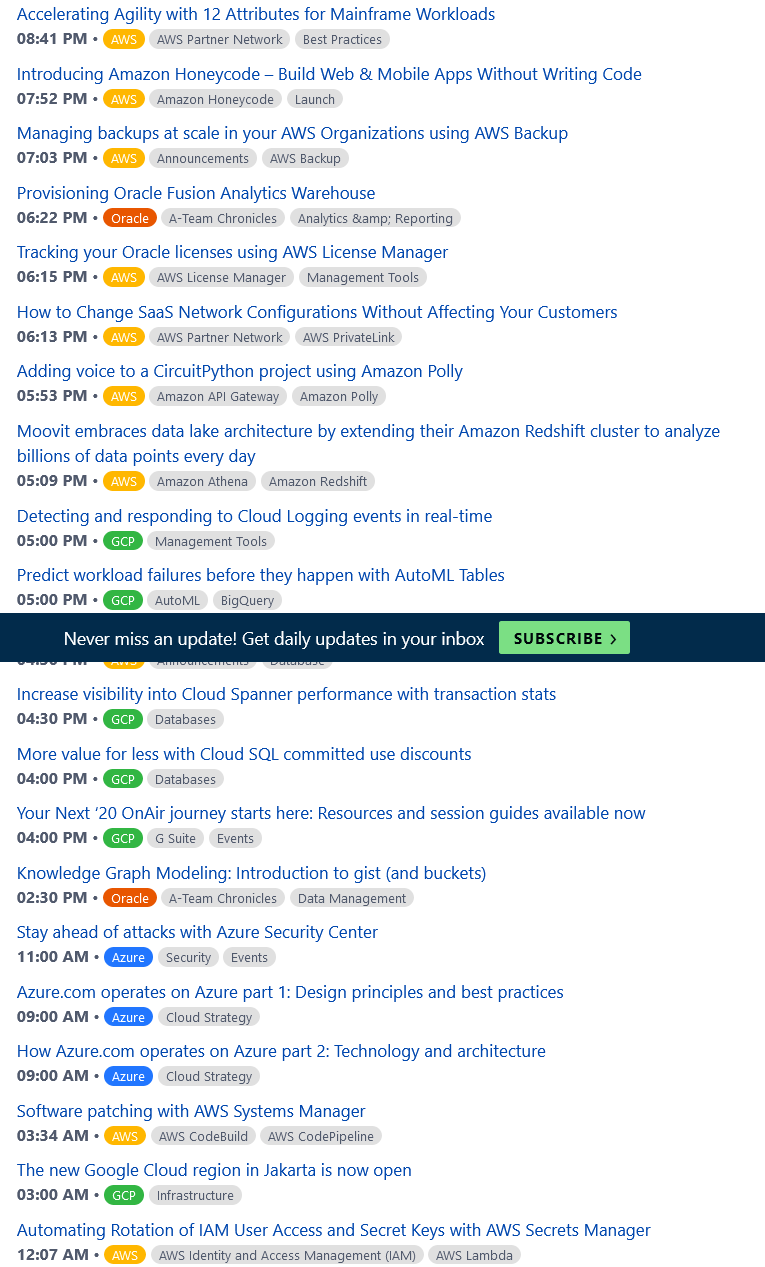 Accelerating Agility with 12 Attributes for Mainframe Workloads
08:41 PM • AWS AWS Partner Network Best Practices
Introducing Amazon Honeycode – Build Web & Mobile Apps Without Writing Code
07:52 PM • AWS Amazon Honeycode Launch
Managing backups at scale in your AWS Organizations using AWS Backup
07:03 PM • AWS Announcements AWS Backup
Provisioning Oracle Fusion Analytics Warehouse
06:22 PM • Oracle A-Team Chronicles Analytics &amp; Reporting
Tracking your Oracle licenses using AWS License Manager
06:15 PM • AWS AWS License Manager Management Tools
How to Change SaaS Network Configurations Without Affecting Your Customers
06:13 PM • AWS AWS Partner Network AWS PrivateLink
Adding voice to a CircuitPython project using Amazon Polly
05:53 PM • AWS Amazon API Gateway Amazon Polly
Moovit embraces data lake architecture by extending their Amazon Redshift cluster to analyze
billions of data points every day
05:09 PM • AWS Amazon Athena Amazon Redshift
Detecting and responding to Cloud Logging events in real-time
05:00 PM • GCP Management Tools
Predict workload failures before they happen with AutoML Tables
05:00 PM • GCP AutoML BigQuery
Never miss an update! Get daily updates in your inbox SUBSCRIBE ›
04:30 PM • AWS Announcements Database
Increase visibility into Cloud Spanner performance with transaction stats
04:30 PM • GCP Databases
More value for less with Cloud SQL committed use discounts
04:00 PM • GCP Databases
Your Next ‘20 OnAir journey starts here: Resources and session guides available now
04:00 PM • GCP G Suite Events
Knowledge Graph Modeling: Introduction to gist (and buckets)
02:30 PM • Oracle A-Team Chronicles Data Management
Stay ahead of attacks with Azure Security Center
11:00 AM • Azure Security Events
Azure.com operates on Azure part 1: Design principles and best practices
09:00 AM • Azure Cloud Strategy
How Azure.com operates on Azure part 2: Technology and architecture
09:00 AM • Azure Cloud Strategy
Software patching with AWS Systems Manager
03:34 AM • AWS AWS CodeBuild AWS CodePipeline
The new Google Cloud region in Jakarta is now open
03:00 AM • GCP Infrastructure
Automating Rotation of IAM User Access and Secret Keys with AWS Secrets Manager
12:07 AM • AWS AWS Identity and Access Management (IAM) AWS Lambda